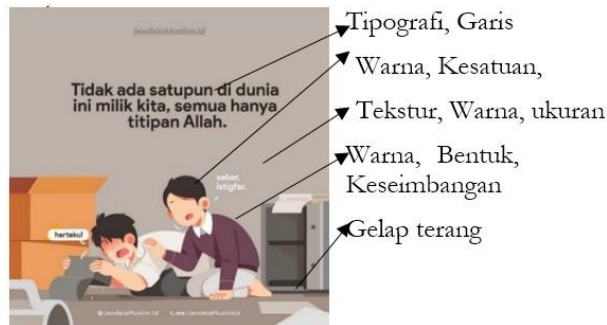 JendelaMuslim.id
Tidak ada satupun di dunia
ini milik kita, semua hanya
titipan Allah.
sabar,
istigfar.
hartaku!
@JendelaMuslim.id t.me/JendelaMuslimid
Tipografi, Garis
Warna, Kesatuan,
Tekstur, Warna, ukuran
Warna, Bentuk,
Keseimbangan
Gelap terang